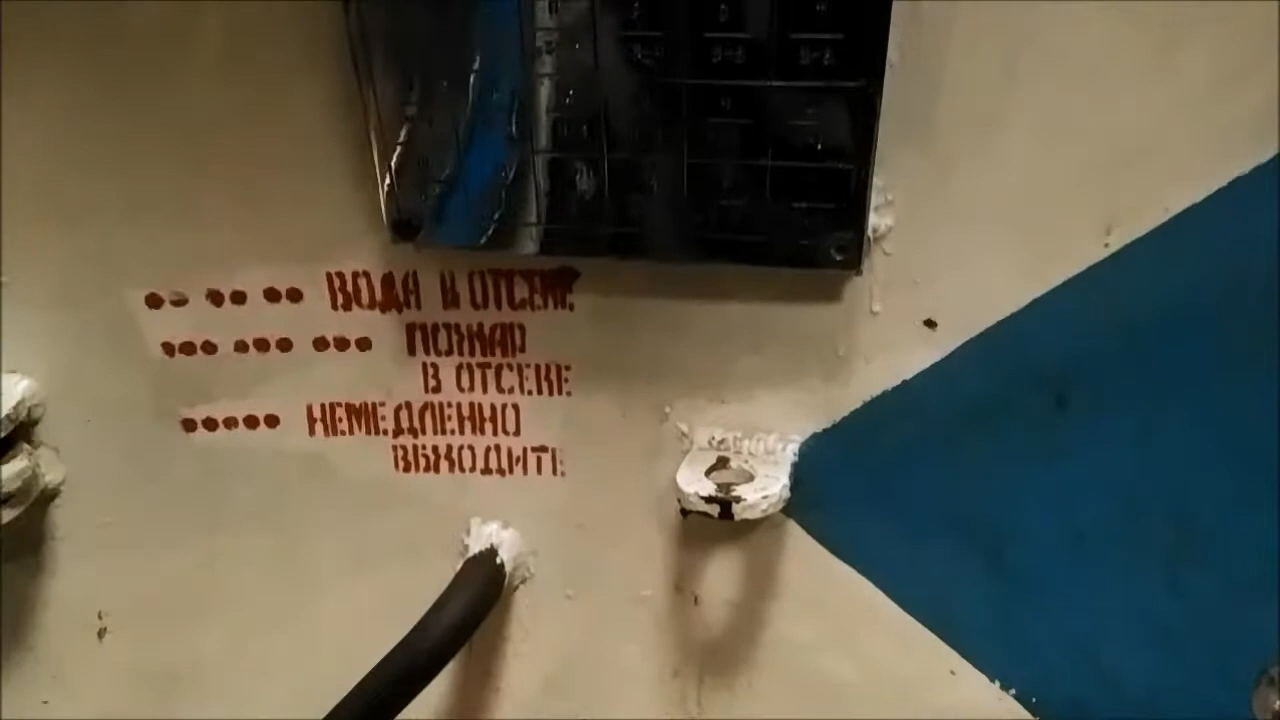 •• •• •• ВОДА В ОТСЕКЕ
••• ••• ••• ПОЖАР
В ОТСЕКЕ
••••• НЕМЕДЛЕННО
ВЫХОДИТЕ